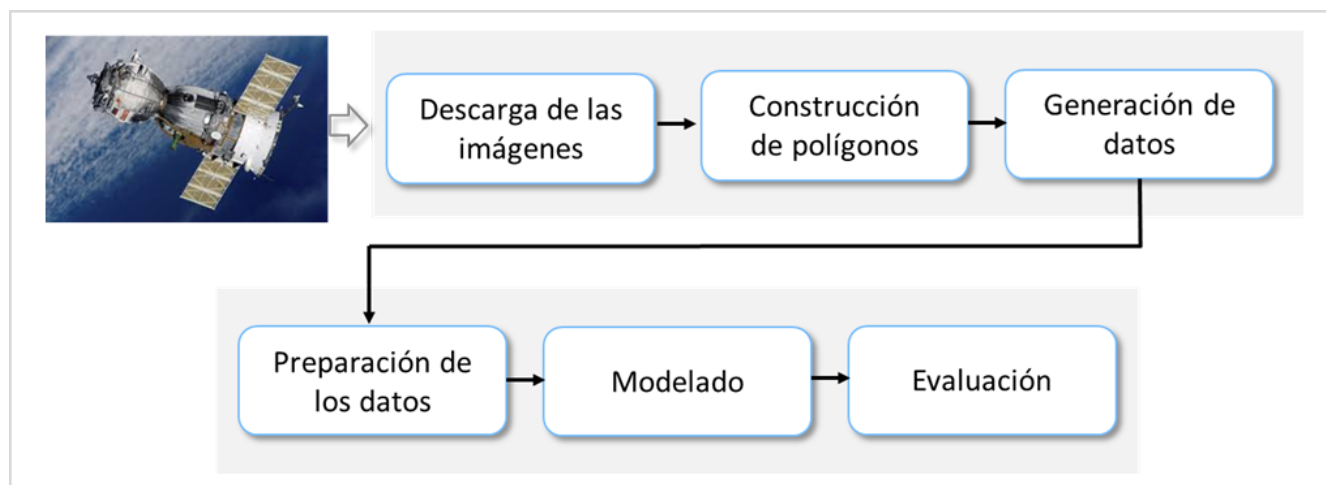 Descarga de las
imágenes
Construcción
de polígonos
Generación de
datos
Preparación de
los datos
Modelado
Evaluación